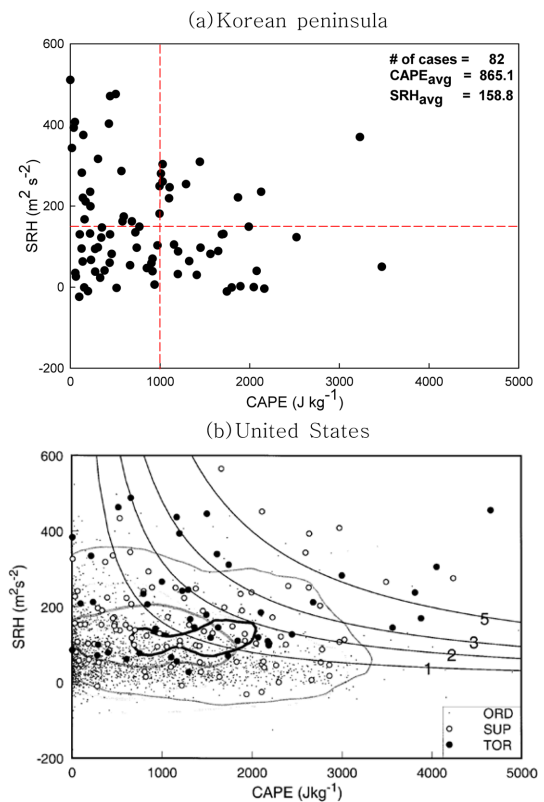 (a)Korean peninsula
600
400
200
0
-200
SRH (m² s⁻²)
# of cases = 82
CAPEavg = 865.1
SRHavg = 158.8
0 1000 2000 3000 4000 5000
CAPE (J kg⁻¹)
(b)United States
600
400
200
0
-200
SRH (m²s⁻²)
5
3
2
1
ORD
SUP
TOR
0 1000 2000 3000 4000 5000
CAPE (Jkg⁻¹)